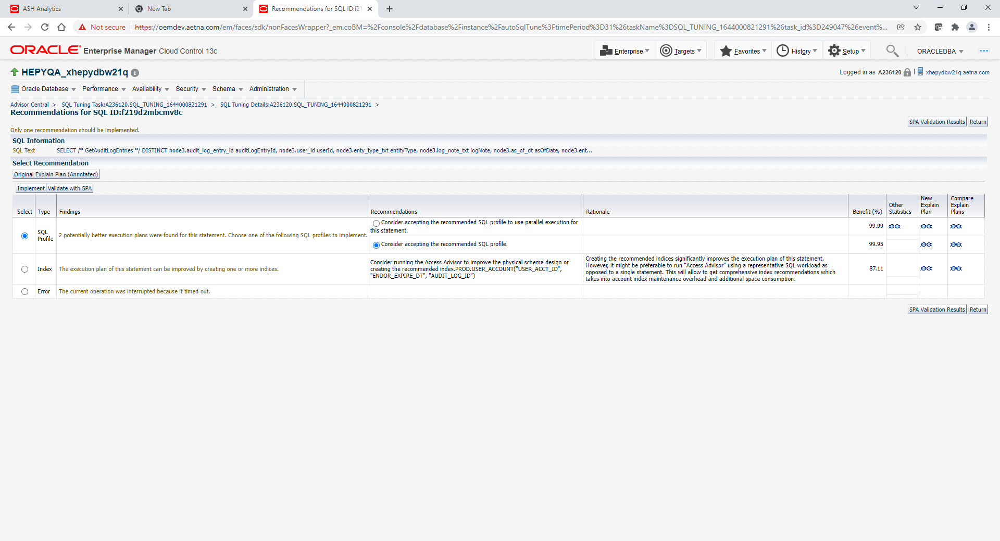 ASH Analytics
New Tab
Recommendations for SQL ID:f21
Not secure
https://oemdev.aetna.com/em/faces/sdk/nonFacesWrapper?_em.coBM=%2Fconsole%2Fdatabase%2Finstance%2FautoSqlTune%3FtimePeriod%3D31%26taskName%3DSQL_TUNING_1644000821291%26task_id%3D249047%26event%...
ORACLE Enterprise Manager Cloud Control 13c
Enterprise
Targets
Favorites
History
Setup
ORACLEDBA
HEPYQA_xhepydbw21q
Logged in as A236120
xhepydbw21q.aetna.com
Oracle Database Performance Availability Security Schema Administration
Advisor Central > SQL Tuning Task:A236120.SQL_TUNING_1644000821291 > SQL Tuning Details:A236120.SQL_TUNING_1644000821291 >
Recommendations for SQL ID:f219d2mbcmv8c
SPA Validation Results Return
Only one recommendation should be implemented.
SQL Information
SQL Text SELECT /* GetAuditLogEntries */ DISTINCT node3.audit_log_entry_id auditLogEntryId, node3.user_id userId, node3.enty_type_txt entityType, node3.log_note_txt logNote, node3.as_of_dt asOfDate, node3.ent...
Select Recommendation
Original Explain Plan (Annotated)
Implement Validate with SPA
Select
Type
Findings
Recommendations
Rationale
Benefit (%)
Other
Statistics
New
Explain
Plan
Compare
Explain
Plans
SQL
Profile
2 potentially better execution plans were found for this statement. Choose one of the following SQL profiles to implement.
Consider accepting the recommended SQL profile to use parallel execution for
this statement.
99.99
Consider accepting the recommended SQL profile.
99.95
Index
The execution plan of this statement can be improved by creating one or more indices.
Consider running the Access Advisor to improve the physical schema design or
creating the recommended index.PROD.USER_ACCOUNT("USER_ACCT_ID",
"ENDOR_EXPIRE_DT", "AUDIT_LOG_ID")
Creating the recommended indices significantly improves the execution plan of this statement.
However, it might be preferable to run "Access Advisor" using a representative SQL workload as
opposed to a single statement. This will allow to get comprehensive index recommendations which
takes into account index maintenance overhead and additional space consumption.
87.11
Error
The current operation was interrupted because it timed out.
SPA Validation Results Return